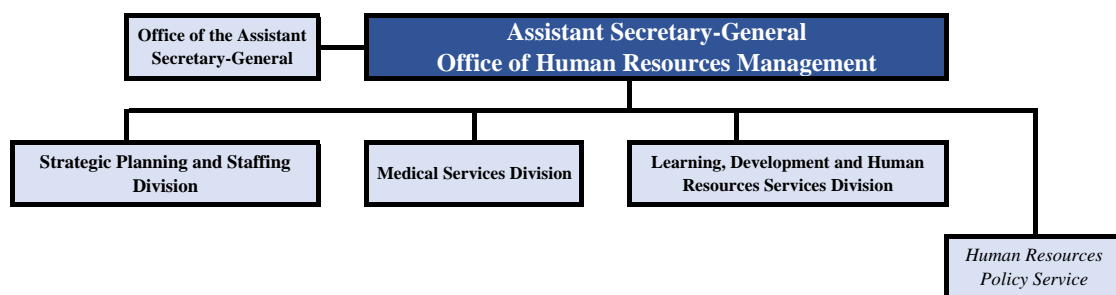 Office of the Assistant
Secretary-General
Assistant Secretary-General
Office of Human Resources Management
Strategic Planning and Staffing
Division
Medical Services Division
Learning, Development and Human
Resources Services Division
Human Resources
Policy Service